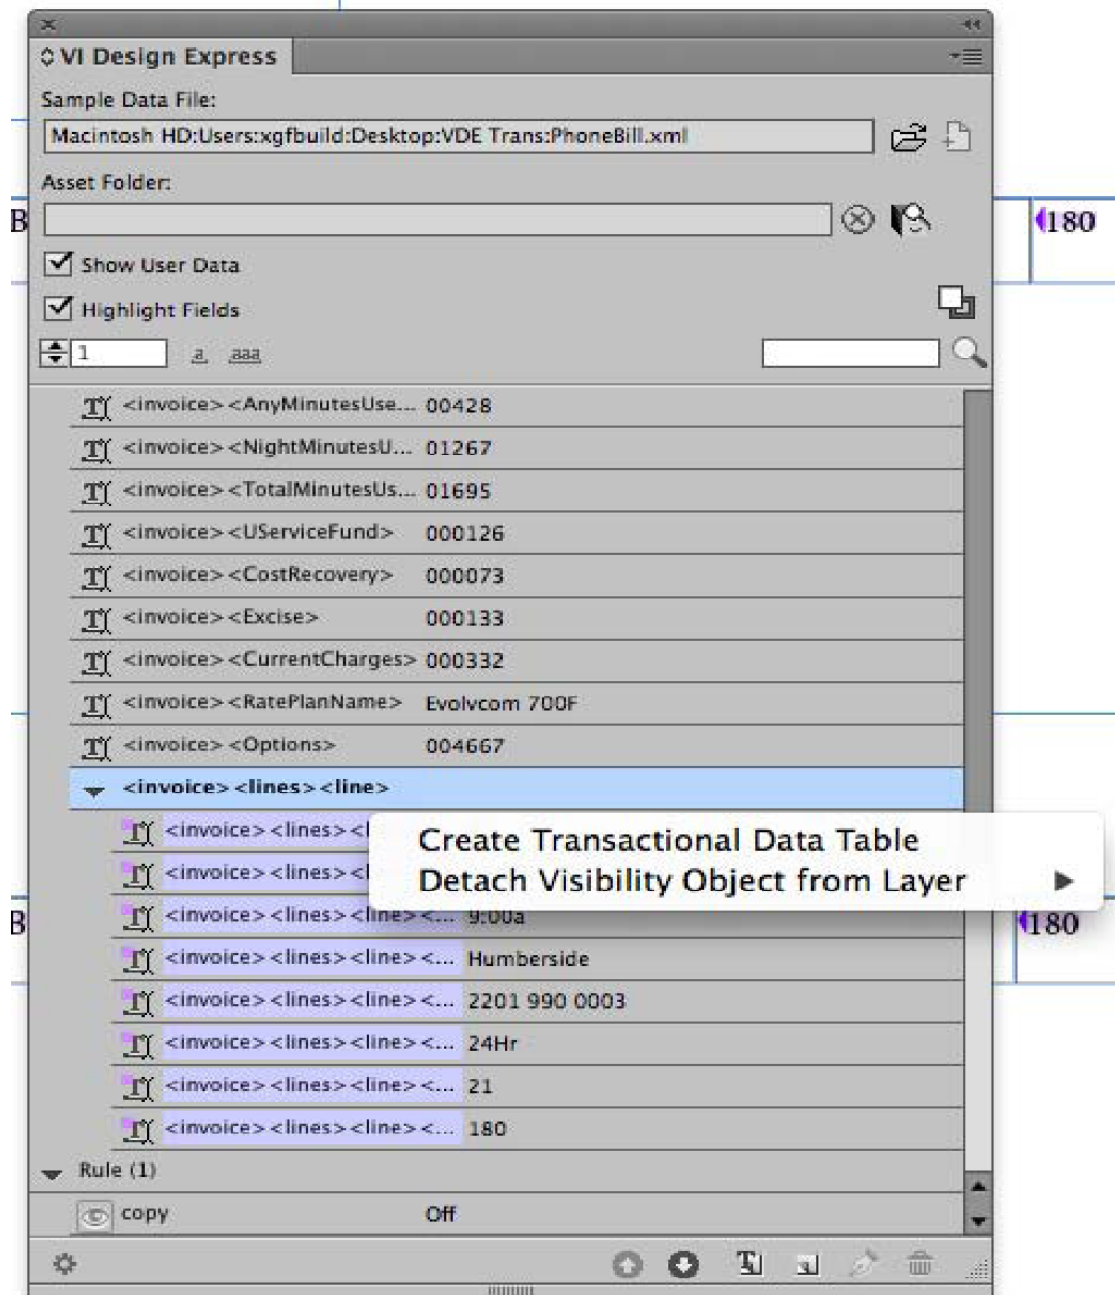 VI Design Express
Sample Data File:
Macintosh HD:Users:xgfbuild:Desktop:VDE Trans:PhoneBill.xml
Asset Folder:
B
180
Show User Data
Highlight Fields
1 a aaa
<invoice><AnyMinutesUse... 00428
<invoice><NightMinutesU... 01267
<invoice><TotalMinutesUs... 01695
<invoice><UServiceFund> 000126
<invoice><CostRecovery> 000073
<invoice><Excise> 000133
<invoice><CurrentCharges> 000332
<invoice><RatePlanName> Evolvcom 700F
<invoice><Options> 004667
<invoice><lines><line>
<invoice><lines><l
Create Transactional Data Table
<invoice><lines><l
Detach Visibility Object from Layer
<invoice><lines><line><... 9:00a
B
180
<invoice><lines><line><... Humberside
<invoice><lines><line><... 2201 990 0003
<invoice><lines><line><... 24Hr
<invoice><lines><line><... 21
<invoice><lines><line><... 180
Rule (1)
copy Off